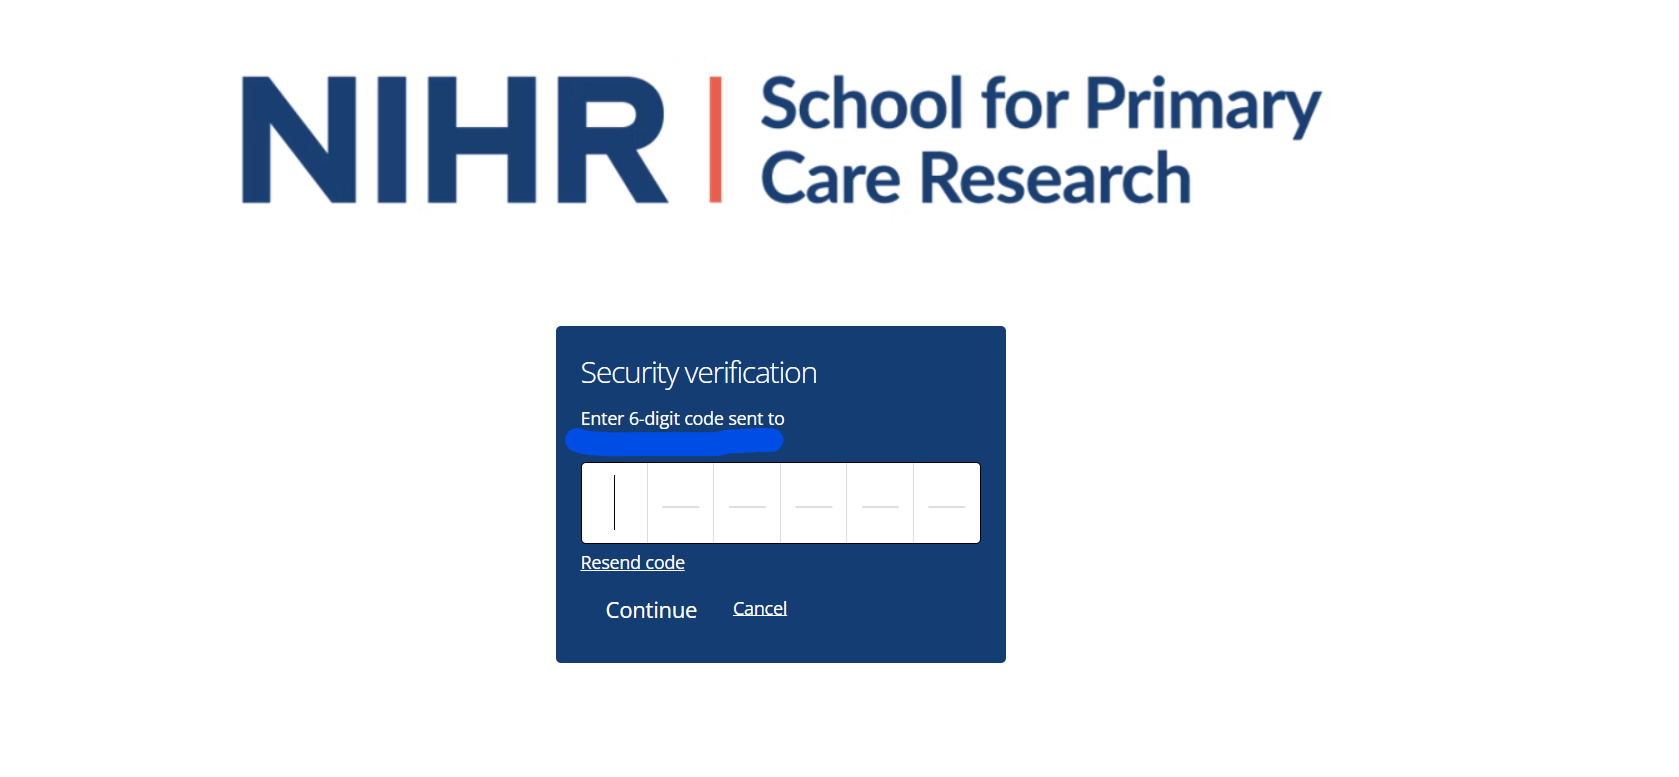 NIHR
School for Primary
Care Research
Security verification
Enter 6-digit code sent to
Resend code
Continue Cancel